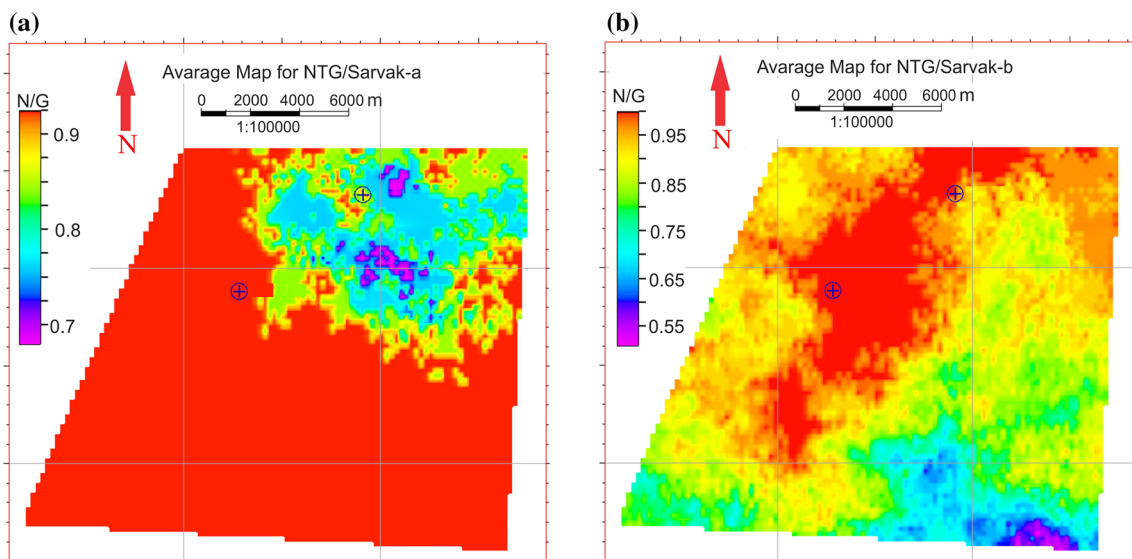 (a)
Avarage Map for NTG/Sarvak-a
0 2000 4000 6000 m
1:100000
N
N/G
0.9
0.8
0.7
(b)
Avarage Map for NTG/Sarvak-b
0 2000 4000 6000 m
1:100000
N
N/G
0.95
0.85
0.75
0.65
0.55